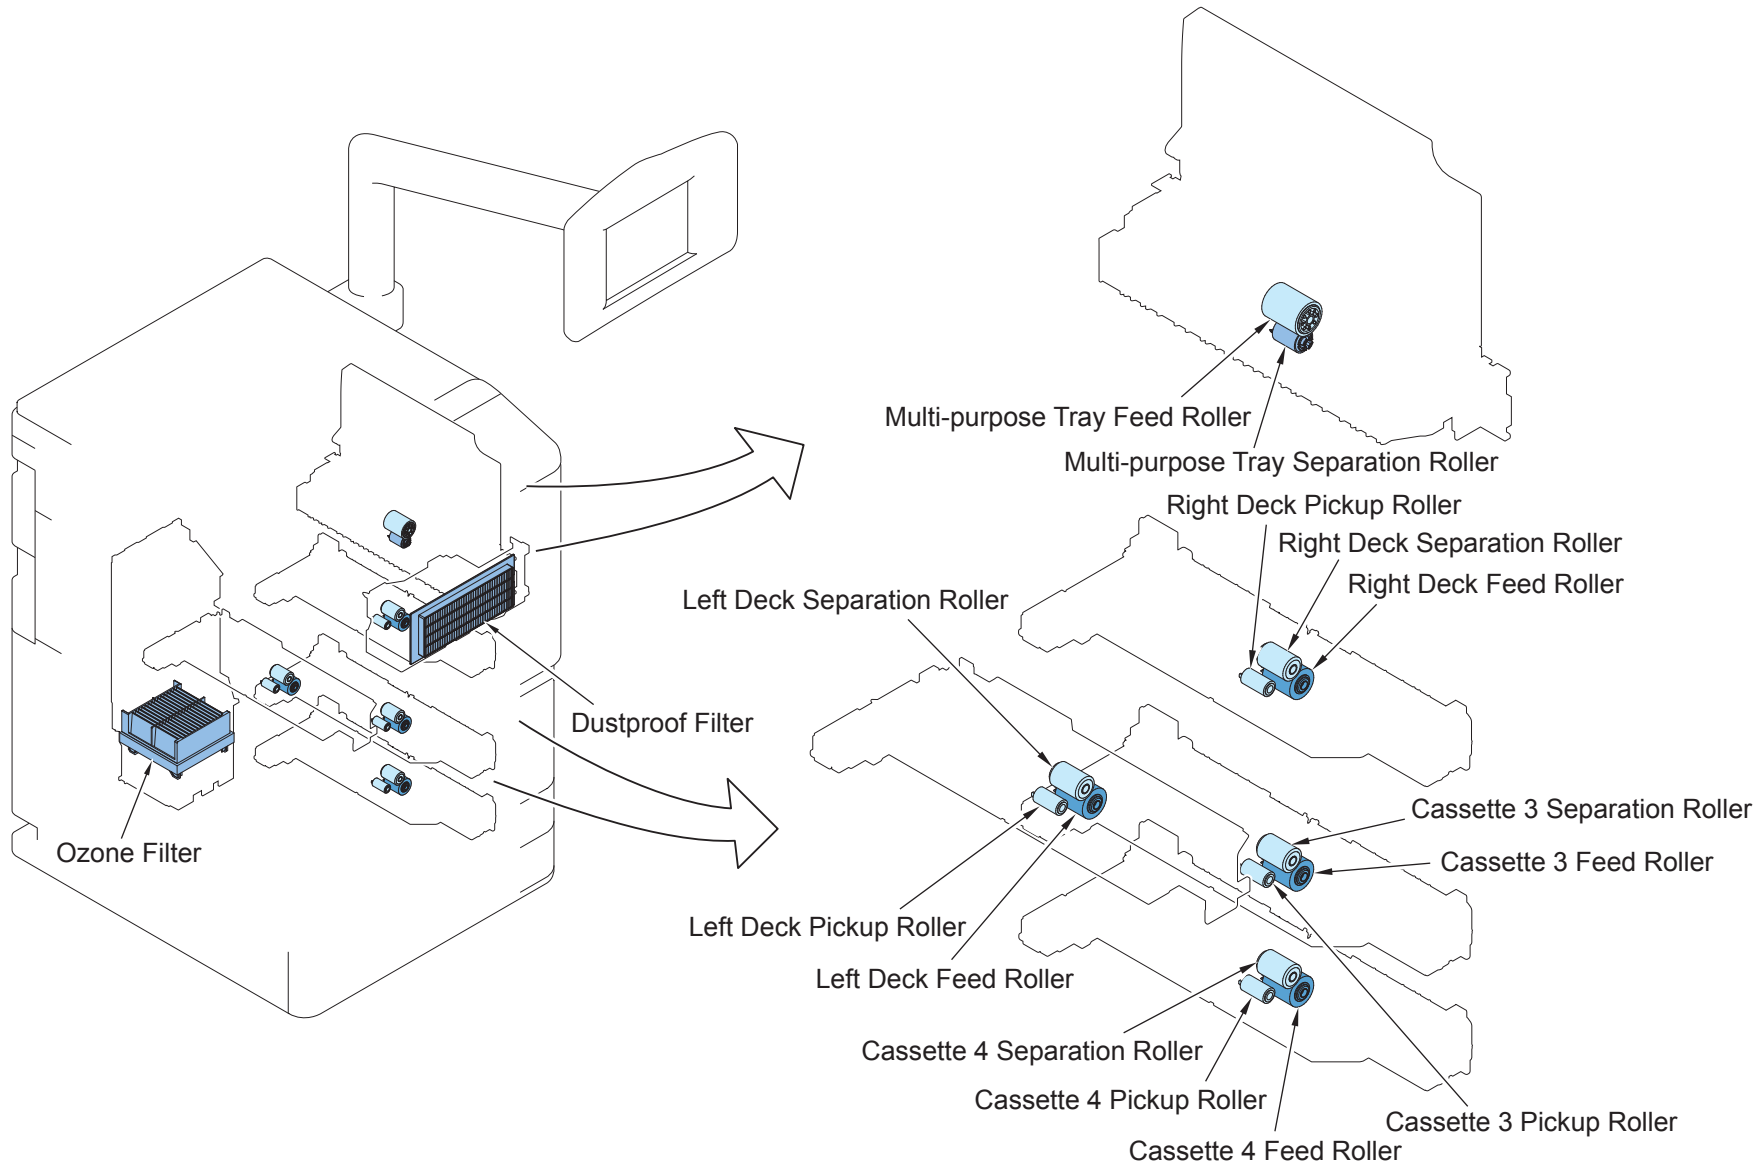 Multi-purpose Tray Feed Roller
Multi-purpose Tray Separation Roller
Right Deck Pickup Roller
Right Deck Separation Roller
Right Deck Feed Roller
Left Deck Separation Roller
Dustproof Filter
Cassette 3 Separation Roller
Ozone Filter
Cassette 3 Feed Roller
Left Deck Pickup Roller
Left Deck Feed Roller
Cassette 4 Separation Roller
Cassette 4 Pickup Roller
Cassette 3 Pickup Roller
Cassette 4 Feed Roller